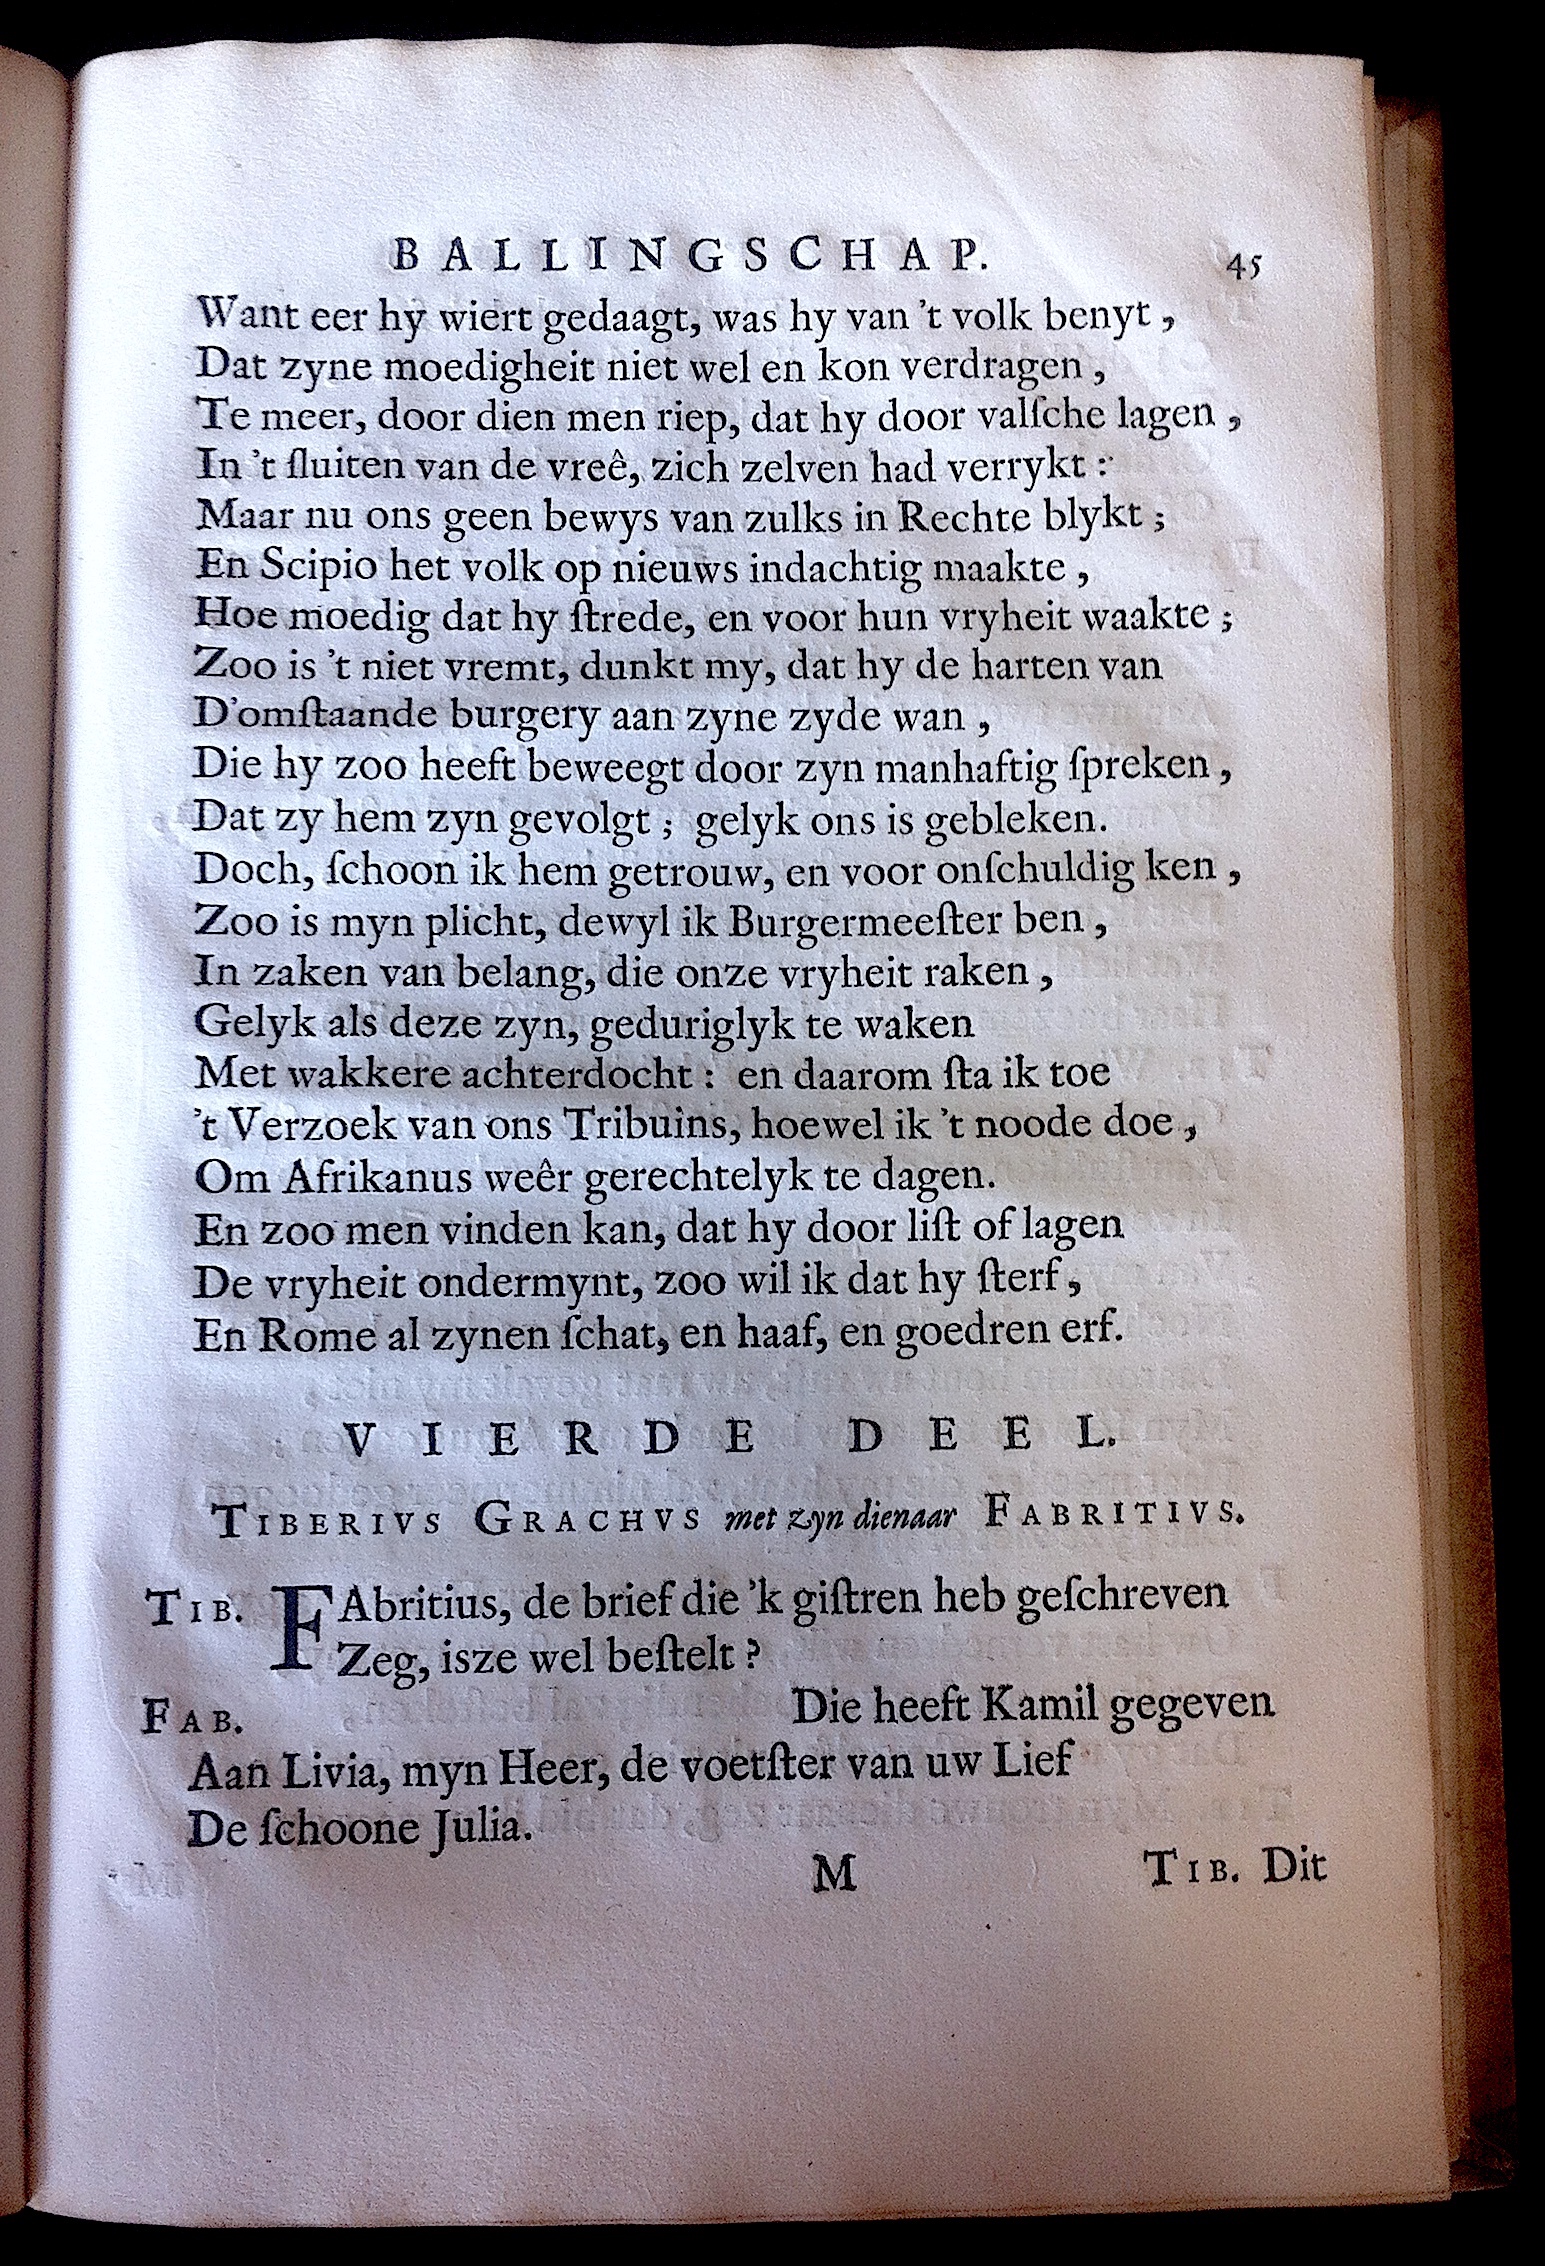 BALLINGSCHAP. 45
Want eer hy wiert gedaagt, was hy van 't volk benyt,
Dat zyne moedigheit niet wel en kon verdragen,
Te meer, door dien men riep, dat hy door valſche lagen,
In 't ſluiten van de vreê, zich zelven had verrykt:
Maar nu ons geen bewys van zulks in Rechte blykt;
En Scipio het volk op nieuws indachtig maakte,
Hoe moedig dat hy ſtrede, en voor hun vryheit waakte;
Zoo is 't niet vremt, dunkt my, dat hy de harten van
D'omſtaande burgery aan zyne zyde wan,
Die hy zoo heeft beweegt door zyn manhaftig ſpreken,
Dat zy hem zyn gevolgt; gelyk ons is gebleken.
Doch, ſchoon ik hem getrouw, en voor onſchuldig ken,
Zoo is myn plicht, dewyl ik Burgermeeſter ben,
In zaken van belang, die onze vryheit raken,
Gelyk als deze zyn, geduriglyk te waken
Met wakkere achterdocht: en daarom ſta ik toe
't Verzoek van ons Tribuins, hoewel ik 't noode doe,
Om Afrikanus weêr gerechtelyk te dagen.
En zoo men vinden kan, dat hy door liſt of lagen
De vryheit ondermynt, zoo wil ik dat hy ſterf,
En Rome al zynen ſchat, en haaf, en goedren erf.
VIERDE DEEL.
TIBERIVS GRACHVS met zyn dienaar FABRITIVS.
TIB. FAbritius, de brief die 'k giſtren heb geſchreven
Zeg, isze wel beſtelt?
FAB. Die heeft Kamil gegeven
Aan Livia, myn Heer, de voetſter van uw Lief
De ſchoone Julia.
M TIB. Dit